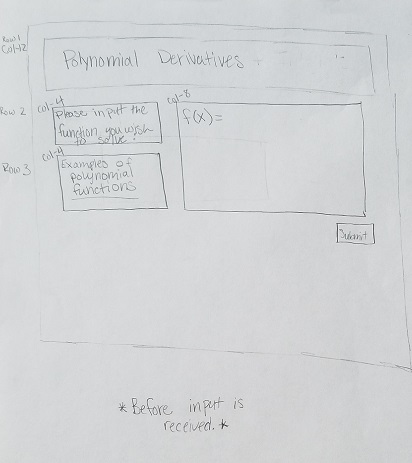 Row 1
Col-12
Polynomial Derivatives
Row 2
Col-4
Col-8
Please input the
function you wish
to solve:
f(x)=
Row 3
Col-4
Examples of
polynomial
functions
Submit
*Before input is
received.*